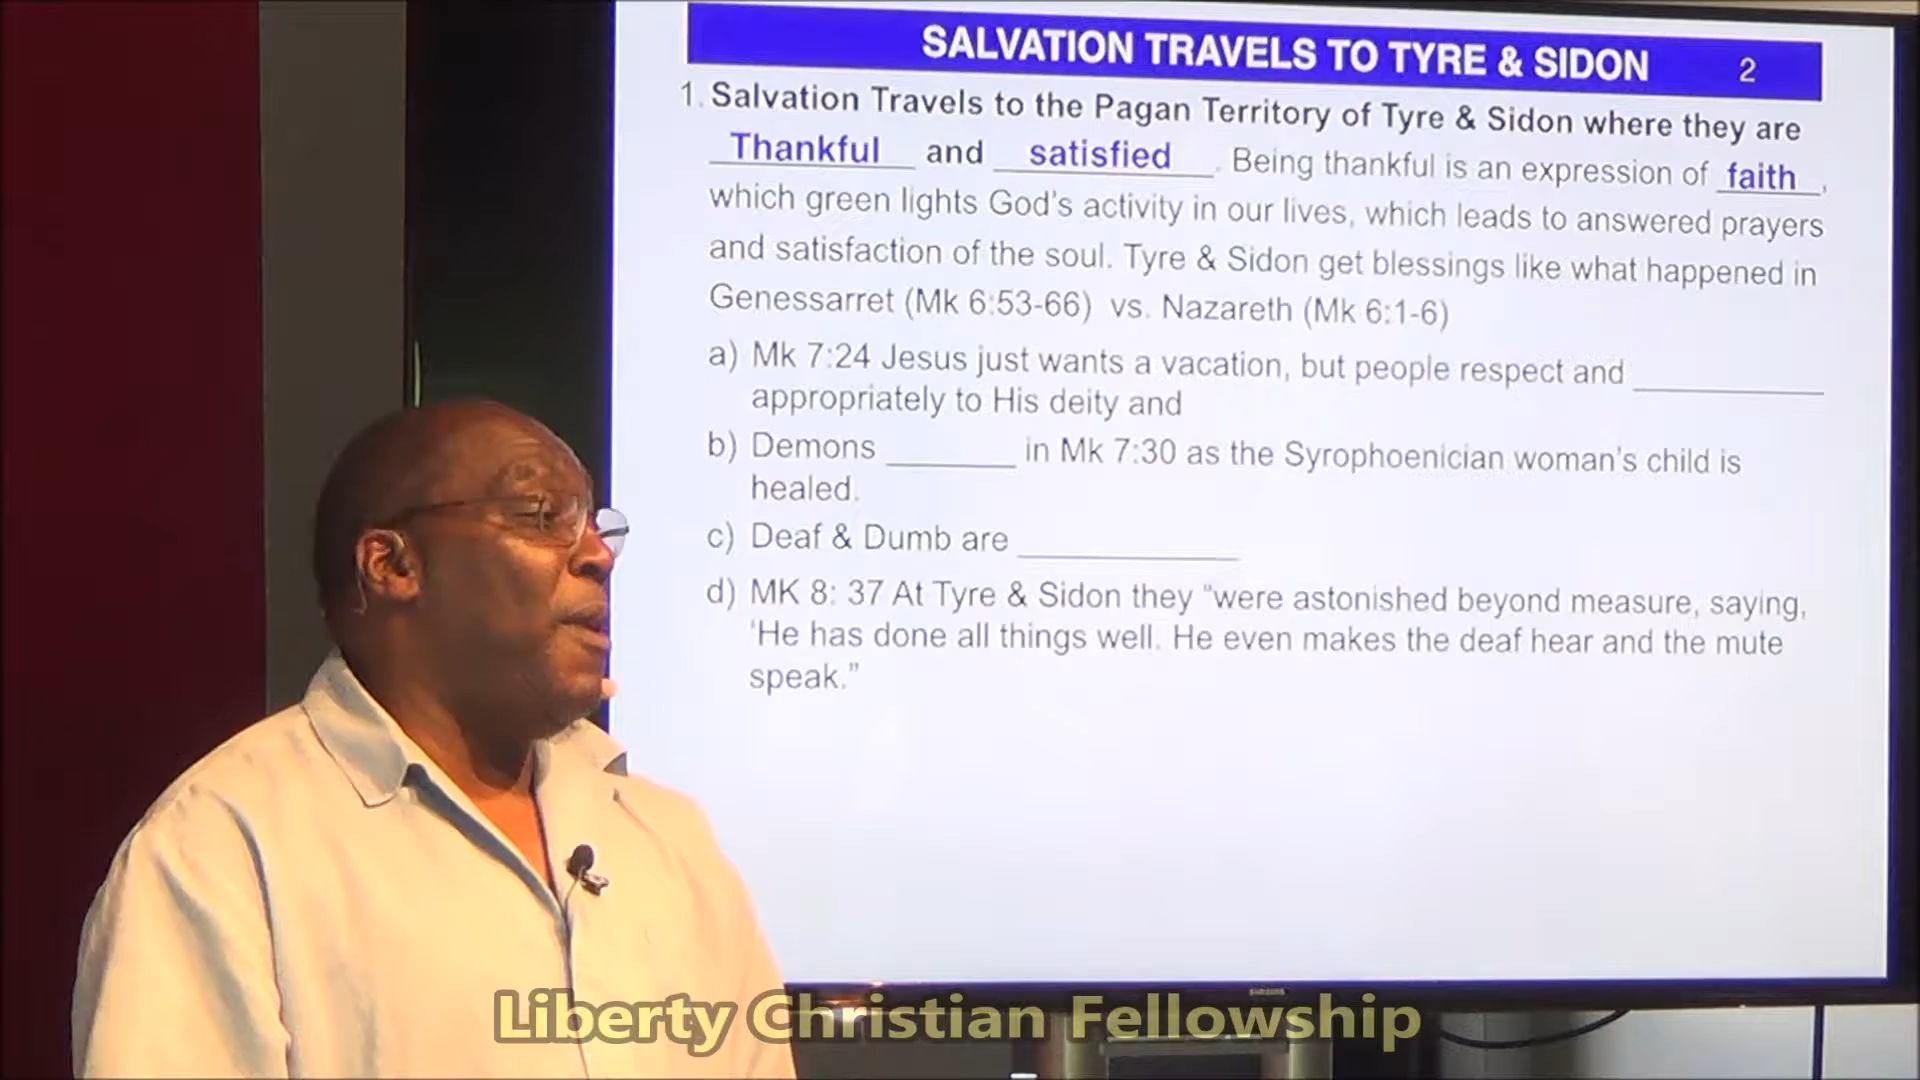 SALVATION TRAVELS TO TYRE & SIDON 2
1. Salvation Travels to the Pagan Territory of Tyre & Sidon where they are
Thankful and satisfied. Being thankful is an expression of faith,
which green lights God's activity in our lives, which leads to answered prayers
and satisfaction of the soul. Tyre & Sidon get blessings like what happened in
Genessarret (Mk 6:53-66) vs. Nazareth (Mk 6:1-6)
a) Mk 7:24 Jesus just wants a vacation, but people respect and ____________
appropriately to His deity and
b) Demons ________ in Mk 7:30 as the Syrophoenician woman's child is
healed.
c) Deaf & Dumb are ______________
d) MK 8: 37 At Tyre & Sidon they "were astonished beyond measure, saying,
'He has done all things well. He even makes the deaf hear and the mute
speak."
SAMSUNG
Liberty Christian Fellowship